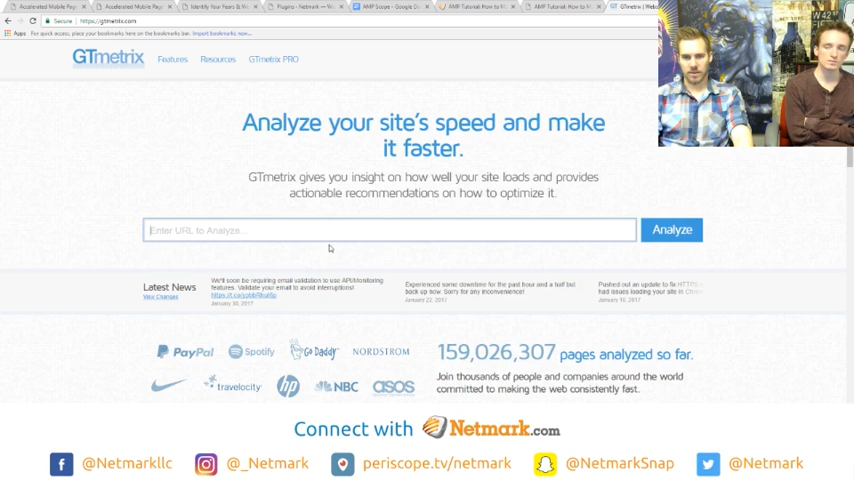 Accelerated Mobile Page
Accelerated Mobile Page
Identify Your Fears & Mo
Plugins - Netmark — W
AMP Scope - Google D
AMP Tutorial: How to M
AMP Tutorial: How to M
GTmetrix | Webs
Secure | https://gtmetrix.com
Apps For quick access, place your bookmarks here on the bookmarks bar. Import bookmarks now...
GTmetrix Features Resources GTmetrix PRO
W 42
Analyze your site's speed and make
it faster.
GTmetrix gives you insight on how well your site loads and provides
actionable recommendations on how to optimize it.
Enter URL to Analyze...
Analyze
Latest News
View Changes
We'll soon be requiring email validation to use API/Monitoring
features. Validate your email to avoid interruptions!
January 30, 2017
Experienced some downtime for the past hour and a half but
back up now. Sorry for any inconvenience!
January 22, 2017
Pushed out an update to fix HTTPS
had issues loading your site in Chro
January 10, 2017
PayPal Spotify Go Daddy NORDSTROM
travelocity hp NBC asos
159,026,307 pages analyzed so far.
Join thousands of people and companies around the world
committed to making the web consistently fast.
Connect with Netmark.com
@Netmarkllc @_Netmark periscope.tv/netmark @NetmarkSnap @Netmark